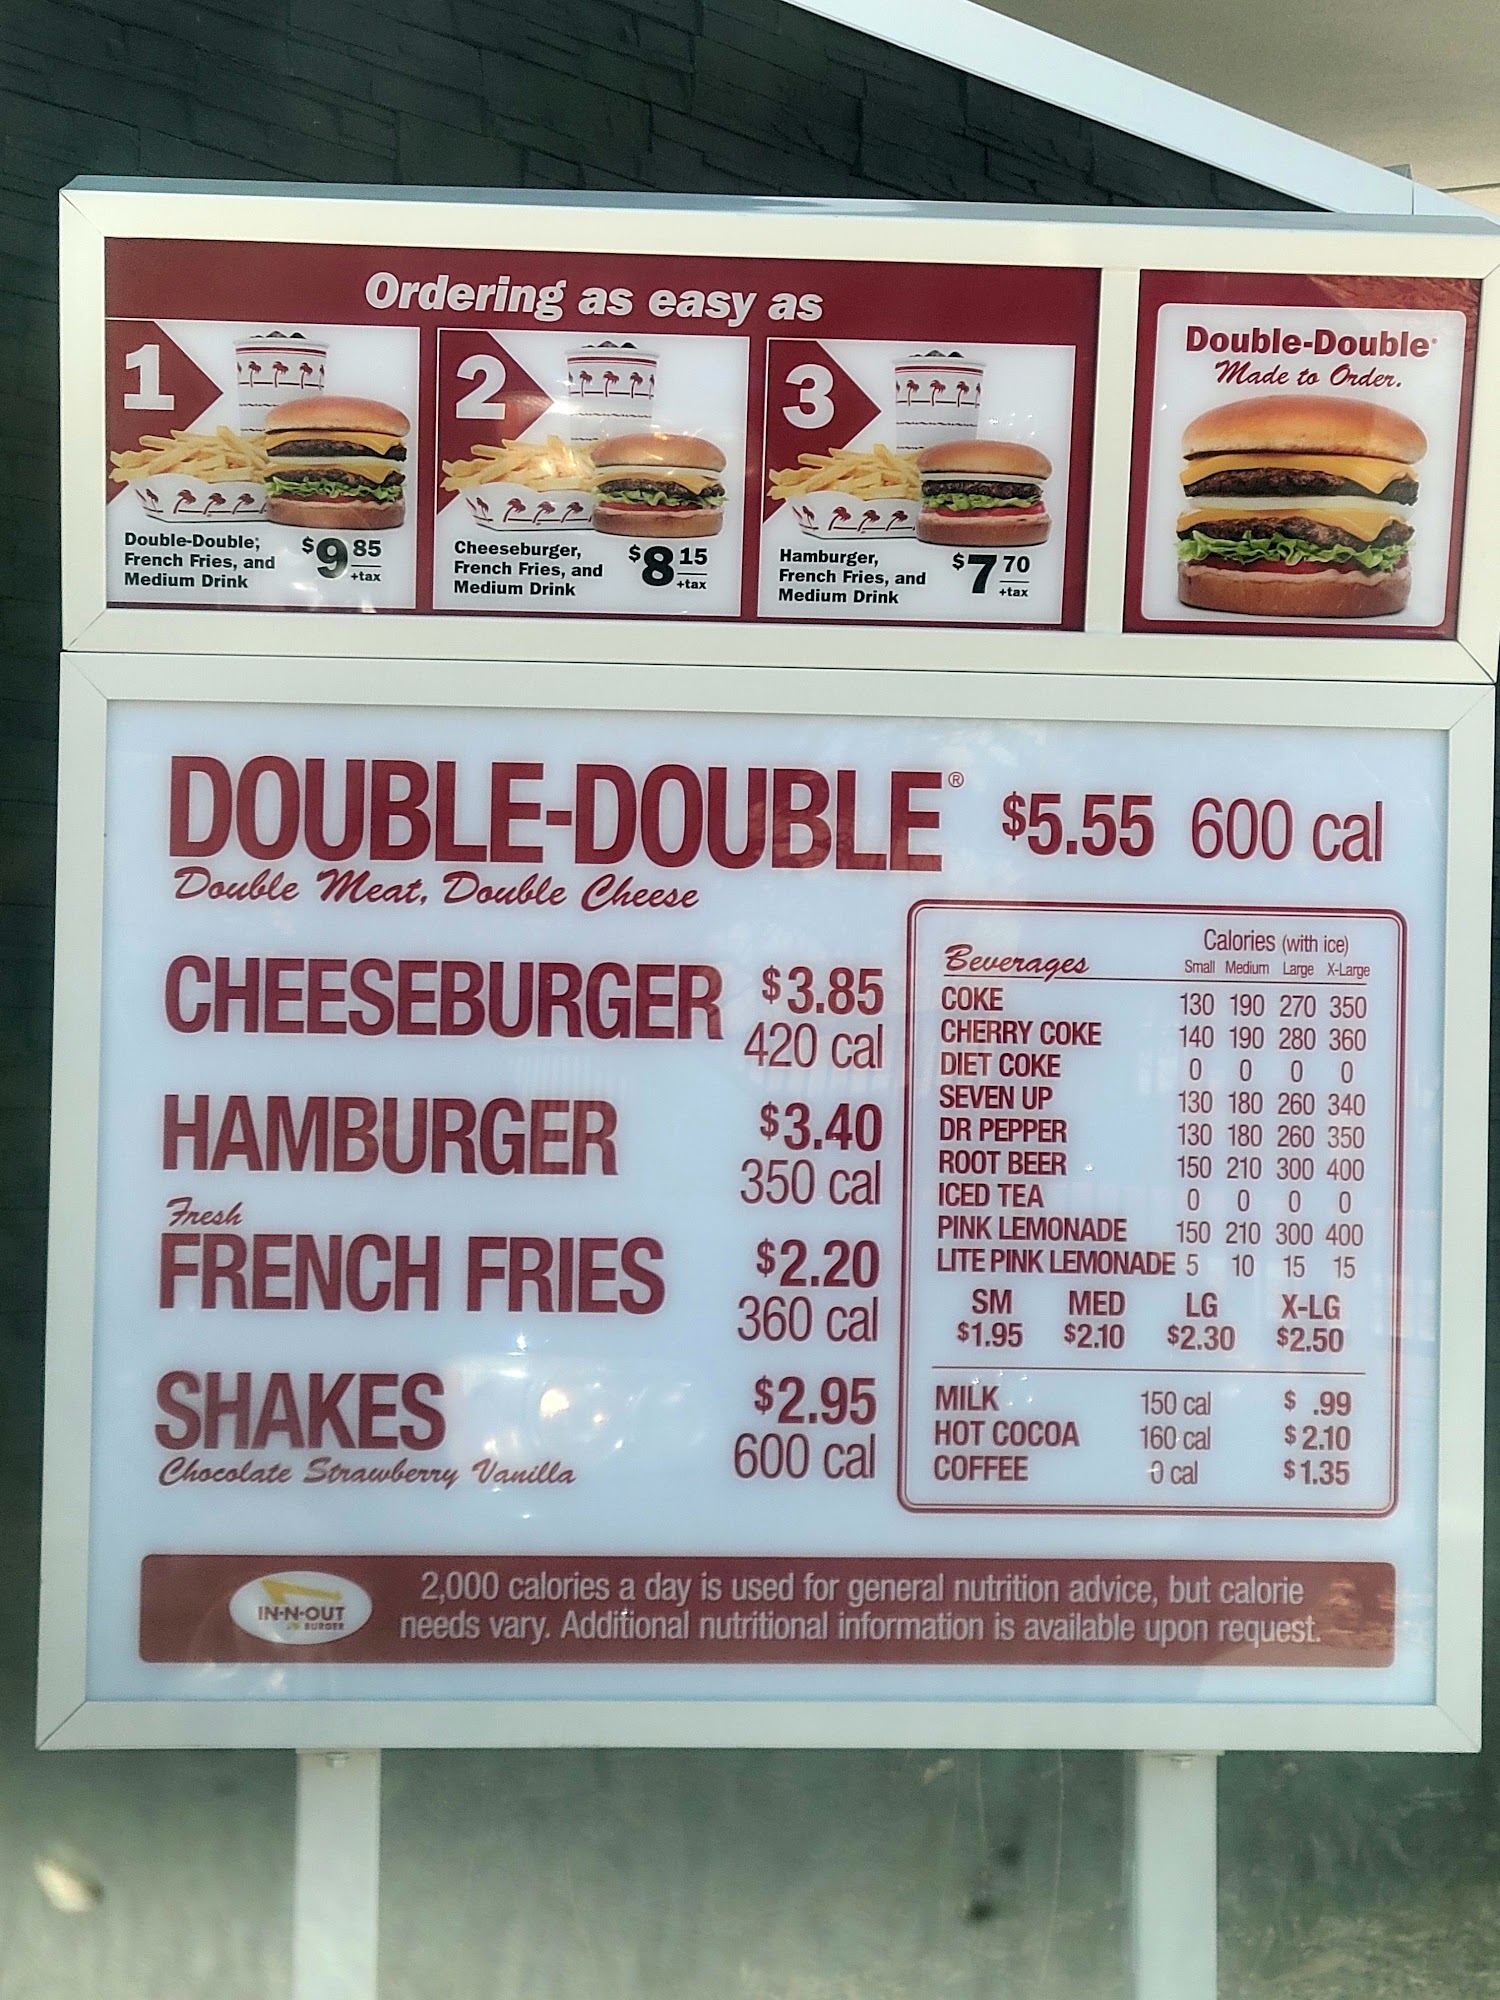 Ordering as easy as
1
Double-Double,
French Fries, and
Medium Drink
$9 85
+tax
2
Cheeseburger,
French Fries, and
Medium Drink
$8 15
+tax
3
Hamburger,
French Fries, and
Medium Drink
$7 70
+tax
Double-Double®
Made to Order.
DOUBLE-DOUBLE® $5.55 600 cal
Double Meat, Double Cheese
CHEESEBURGER $3.85
420 cal
HAMBURGER $3.40
350 cal
Fresh
FRENCH FRIES $2.20
360 cal
SHAKES $2.95
Chocolate Strawberry Vanilla 600 cal
Beverages Calories (with ice)
Small Medium Large X-Large
COKE 130 190 270 350
CHERRY COKE 140 190 280 360
DIET COKE 0 0 0 0
SEVEN UP 130 180 260 340
DR PEPPER 130 180 260 350
ROOT BEER 150 210 300 400
ICED TEA 0 0 0 0
PINK LEMONADE 150 210 300 400
LITE PINK LEMONADE 5 10 15 15
SM MED LG X-LG
$1.95 $2.10 $2.30 $2.50
MILK 150 cal $ .99
HOT COCOA 160 cal $2.10
COFFEE 0 cal $1.35
IN-N-OUT
BURGER
2,000 calories a day is used for general nutrition advice, but calorie
needs vary. Additional nutritional information is available upon request.